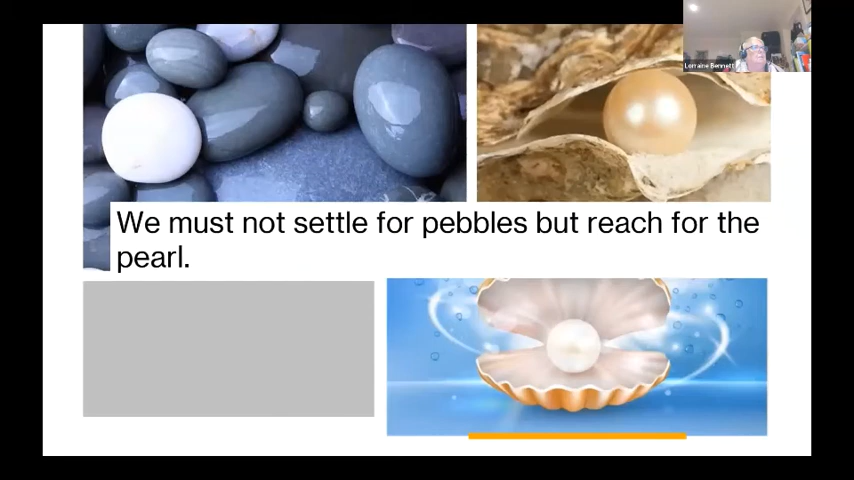 Lorraine Bennett
We must not settle for pebbles but reach for the
pearl.